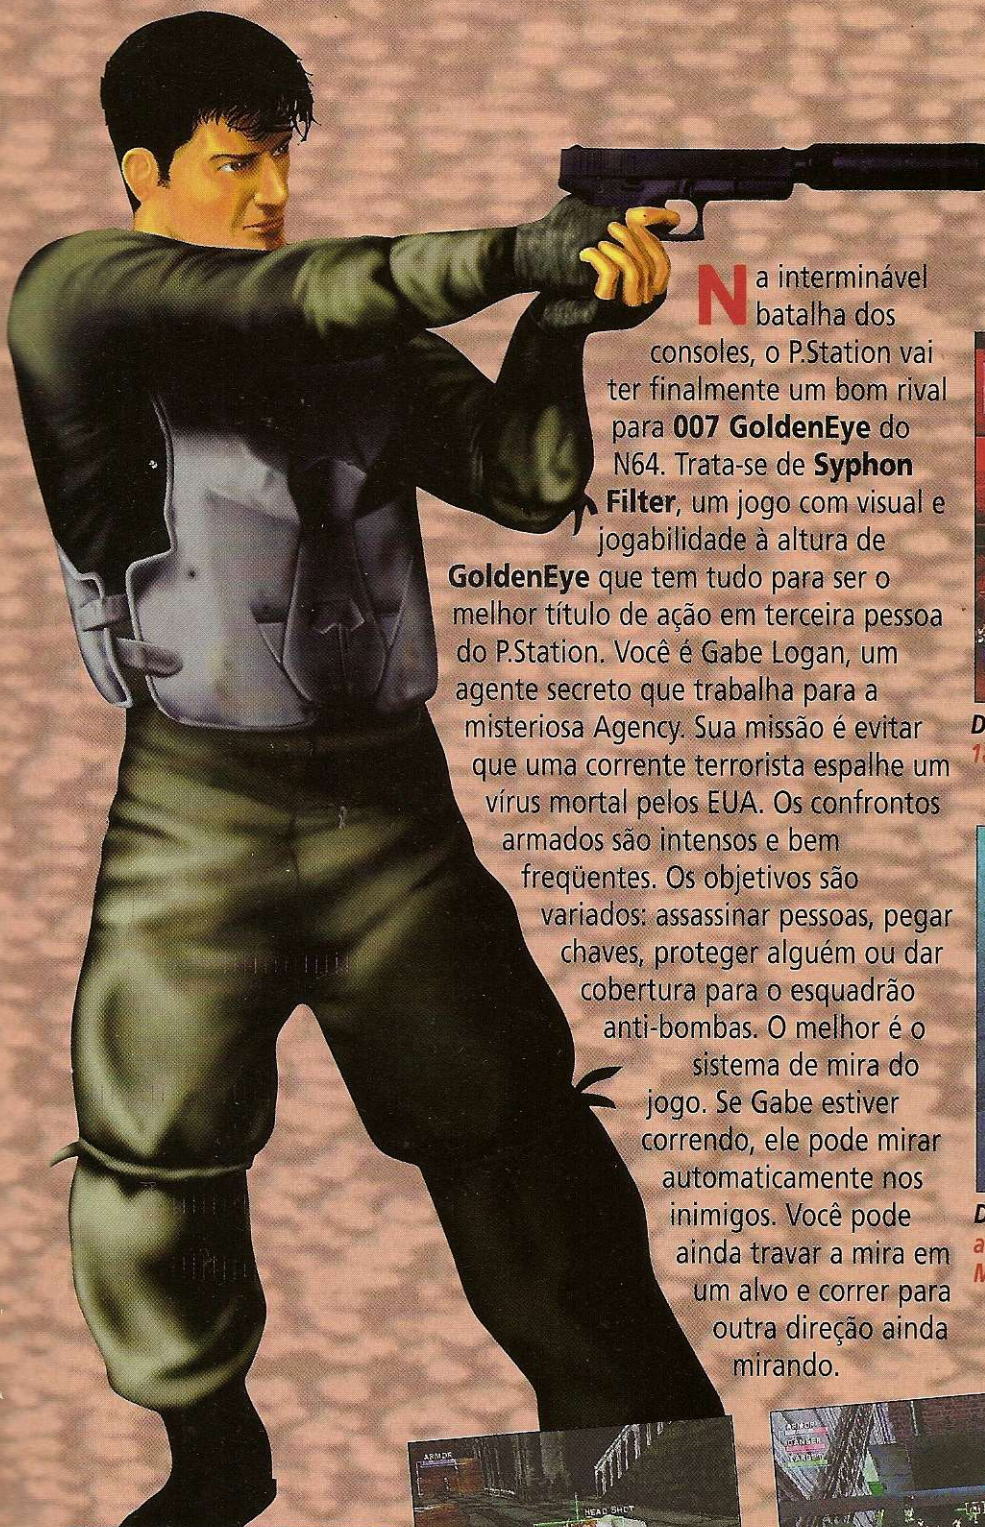 Na interminável
batalha dos
consoles, o P.Station vai
ter finalmente um bom rival
para 007 GoldenEye do
N64. Trata-se de Syphon
Filter, um jogo com visual e
jogabilidade à altura de
GoldenEye que tem tudo para ser o
melhor título de ação em terceira pessoa
do P.Station. Você é Gabe Logan, um
agente secreto que trabalha para a
misteriosa Agency. Sua missão é evitar
que uma corrente terrorista espalhe um
vírus mortal pelos EUA. Os confrontos
armados são intensos e bem
freqüentes. Os objetivos são
variados: assassinar pessoas, pegar
chaves, proteger alguém ou dar
cobertura para o esquadrão
anti-bombas. O melhor é o
sistema de mira do
jogo. Se Gabe estiver
correndo, ele pode mirar
automaticamente nos
inimigos. Você pode
ainda travar a mira em
um alvo e correr para
outra direção ainda
mirando.
ARMOR
HEAD SHOT
ARMOR
DANGER
TARGET